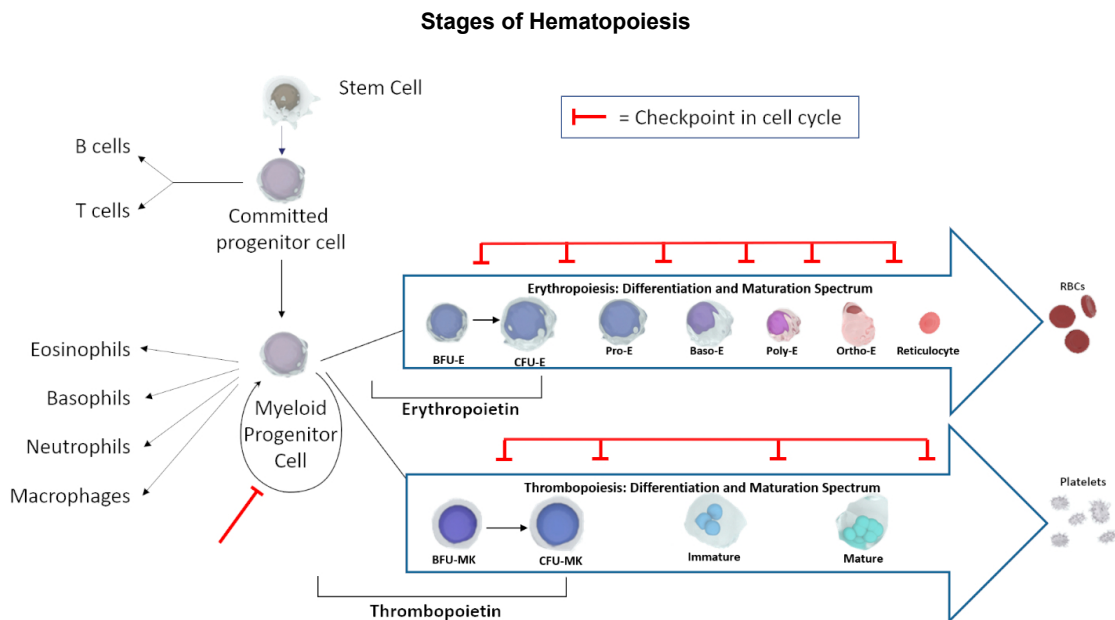 Stages of Hematopoiesis
Stem Cell
= Checkpoint in cell cycle
B cells
T cells
Committed
progenitor cell
Erythropoiesis: Differentiation and Maturation Spectrum
RBCs
BFU-E
CFU-E
Pro-E
Baso-E
Poly-E
Ortho-E
Reticulocyte
Eosinophils
Basophils
Neutrophils
Macrophages
Myeloid
Progenitor
Cell
Erythropoietin
Thrombopoiesis: Differentiation and Maturation Spectrum
Platelets
BFU-MK
CFU-MK
Immature
Mature
Thrombopoietin